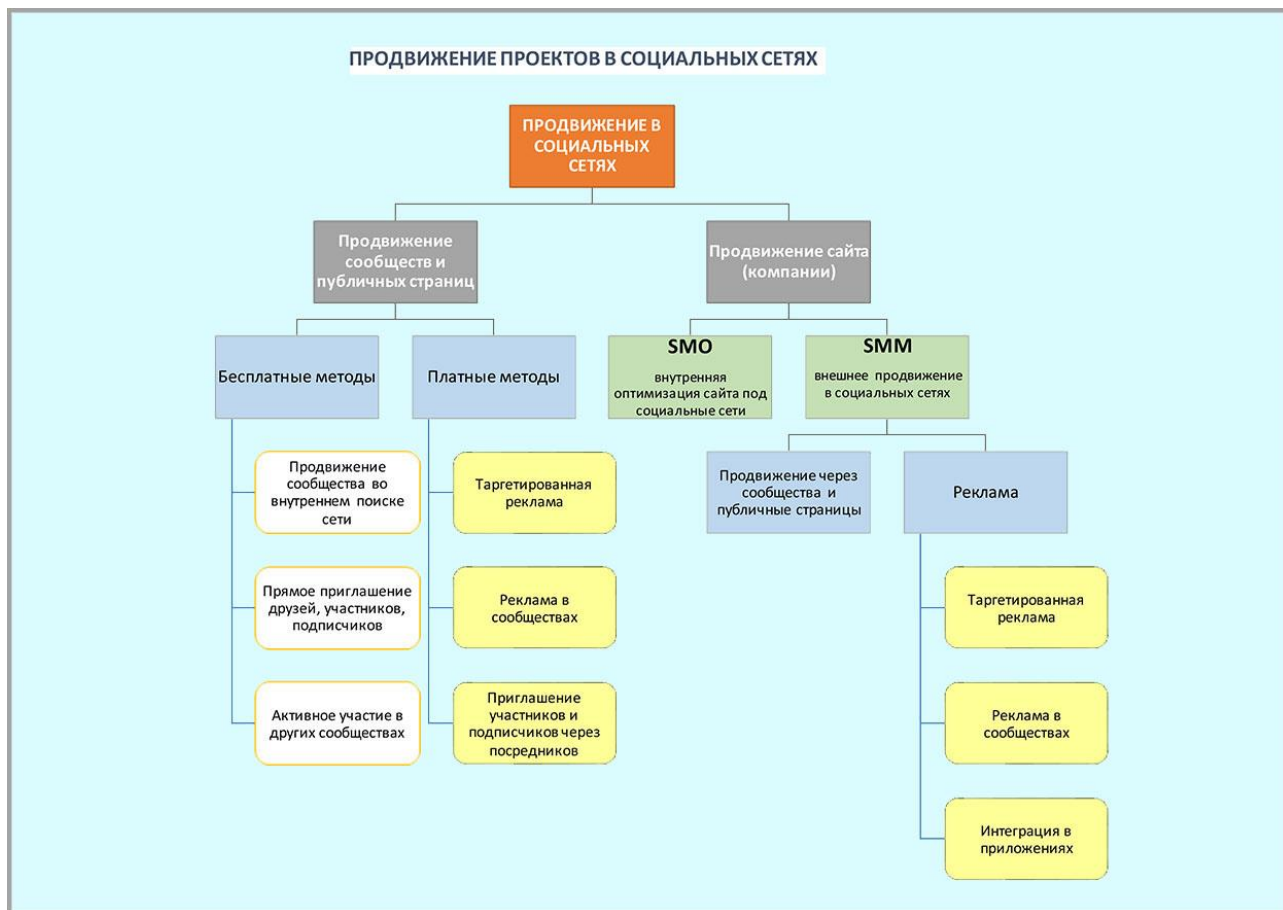 ПРОДВИЖЕНИЕ ПРОЕКТОВ В СОЦИАЛЬНЫХ СЕТЯХ
ПРОДВИЖЕНИЕ В
СОЦИАЛЬНЫХ
СЕТЯХ
Продвижение
сообществ и
публичных страниц
Продвижение сайта
(компании)
Бесплатные методы
Платные методы
SMO
внутренняя
оптимизация сайта под
социальные сети
SMM
внешнее продвижение
в социальных сетях
Продвижение
сообщества во
внутреннем поиске
сети
Таргетированная
реклама
Продвижение через
сообщества и
публичные страницы
Реклама
Прямое приглашение
друзей, участников,
подписчиков
Реклама в
сообществах
Таргетированная
реклама
Активное участие в
других сообществах
Приглашение
участников и
подписчиков через
посредников
Реклама в
сообществах
Интеграция в
приложениях